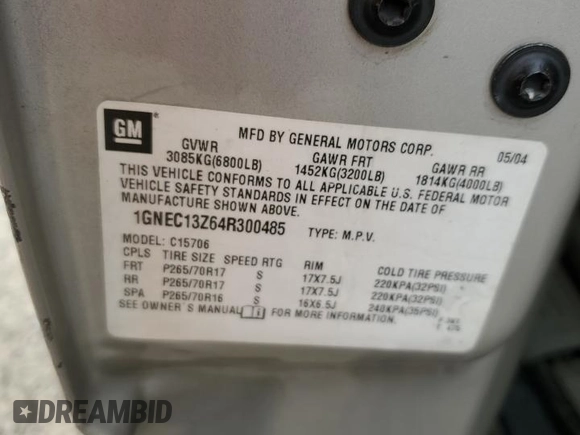 GM
MFD BY GENERAL MOTORS CORP. 05/04
GVWR GAWR FRT GAWR RR
3085KG(6800LB) 1452KG(3200LB) 1814KG(4000LB)
THIS VEHICLE CONFORMS TO ALL APPLICABLE U.S. FEDERAL MOTOR
VEHICLE SAFETY STANDARDS IN EFFECT ON THE DATE OF
MANUFACTURE SHOWN ABOVE.
1GNEC13Z64R300485 TYPE: M.P.V.
MODEL: C15706
CPLS TIRE SIZE SPEED RTG RIM COLD TIRE PRESSURE
FRT P265/70R17 S 17X7.5J 220KPA(32PSI)
RR P265/70R17 S 17X7.5J 220KPA(32PSI)
SPA P265/70R16 S 16X6.5J 240KPA(35PSI)
SEE OWNER'S MANUAL FOR MORE INFORMATION.
DREAMBID